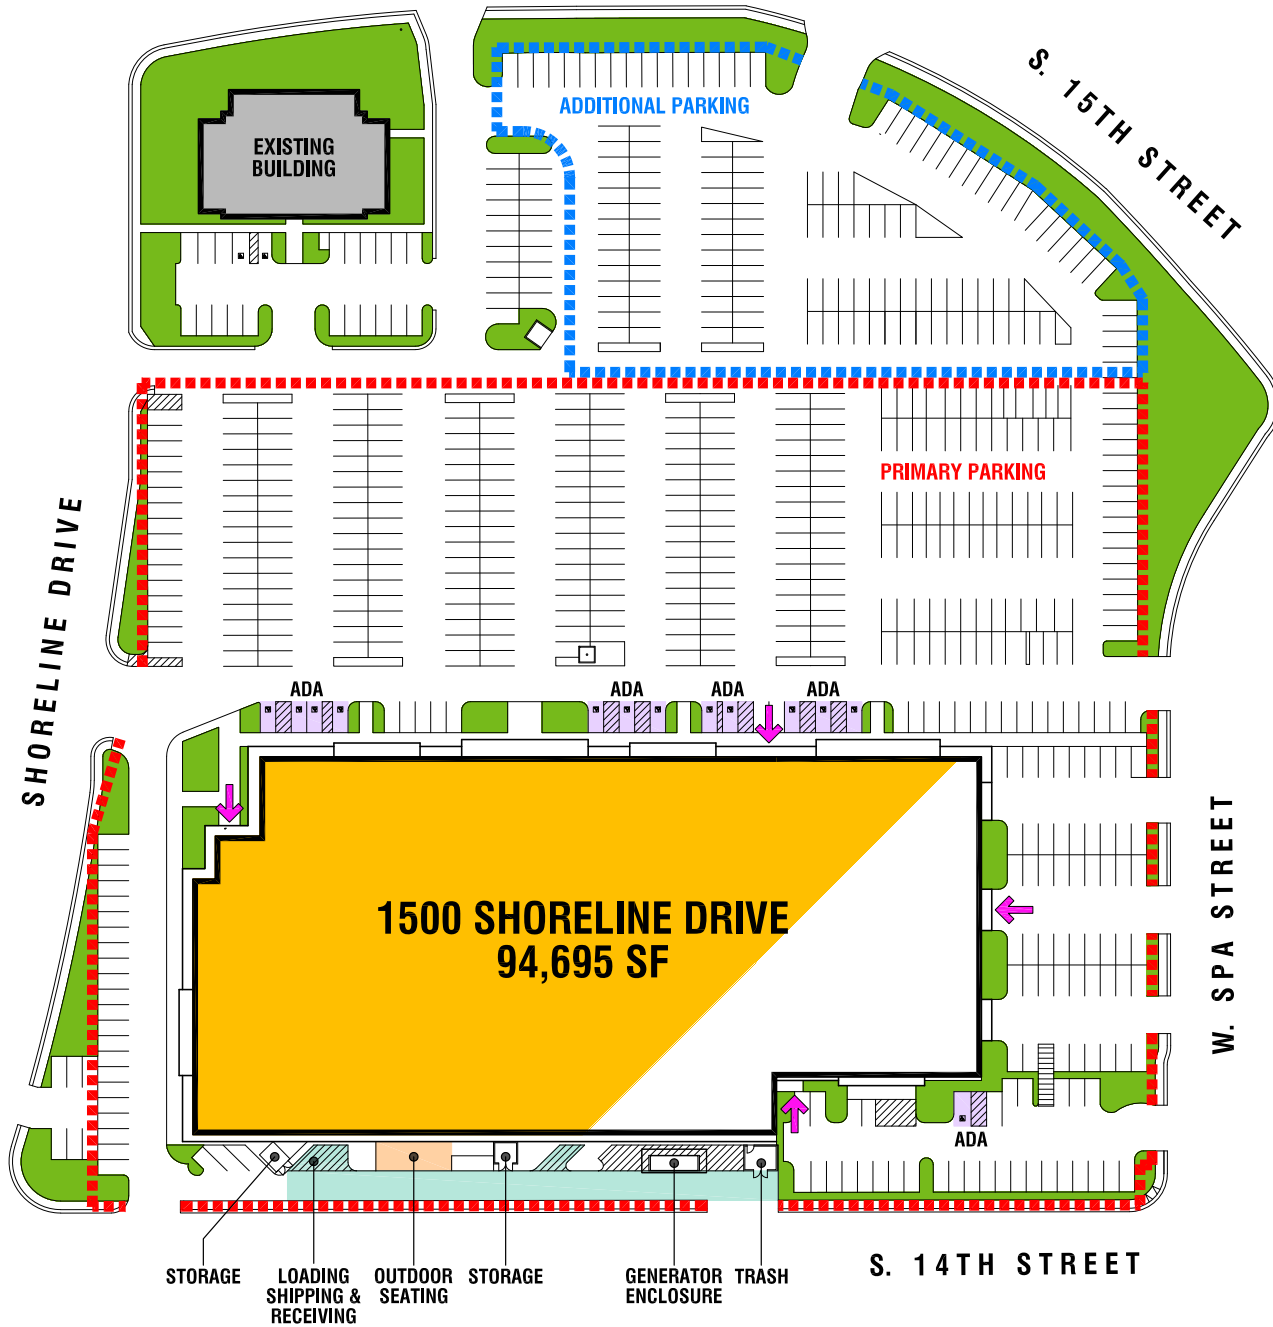 S. 15TH STREET
ADDITIONAL PARKING
EXISTING
BUILDING
PRIMARY PARKING
SHORELINE DRIVE
ADA
ADA
ADA
ADA
1500 SHORELINE DRIVE
94,695 SF
W. SPA STREET
ADA
STORAGE
LOADING
SHIPPING &
RECEIVING
OUTDOOR
SEATING
STORAGE
GENERATOR
ENCLOSURE
TRASH
S. 14TH STREET